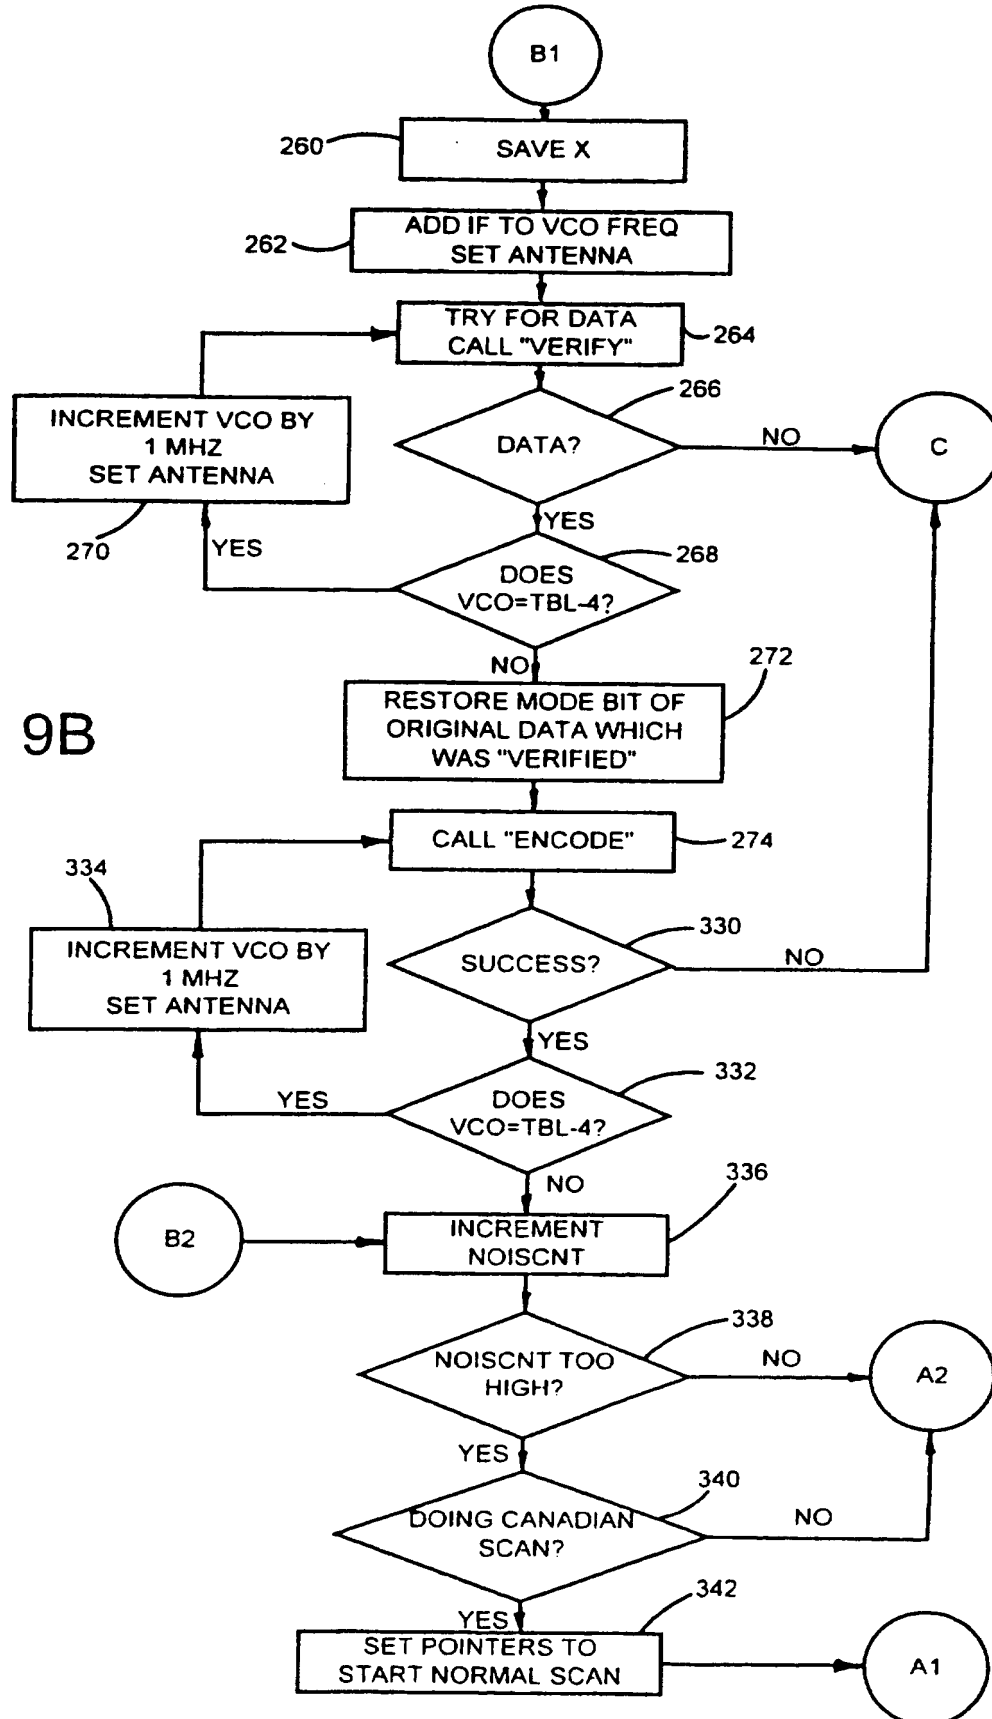 B1
260
SAVE X
262
ADD IF TO VCO FREQ
SET ANTENNA
TRY FOR DATA
CALL "VERIFY"
264
266
INCREMENT VCO BY
1 MHZ
SET ANTENNA
DATA?
NO
C
YES
270
YES
268
DOES
VCO=TBL-4?
NO
272
9B
RESTORE MODE BIT OF
ORIGINAL DATA WHICH
WAS "VERIFIED"
CALL "ENCODE"
274
334
330
INCREMENT VCO BY
1 MHZ
SET ANTENNA
SUCCESS?
NO
YES
332
YES
DOES
VCO=TBL-4?
NO
336
B2
INCREMENT
NOISCNT
338
NOISCNT TOO
HIGH?
NO
A2
YES
340
DOING CANADIAN
SCAN?
NO
342
YES
SET POINTERS TO
START NORMAL SCAN
A1